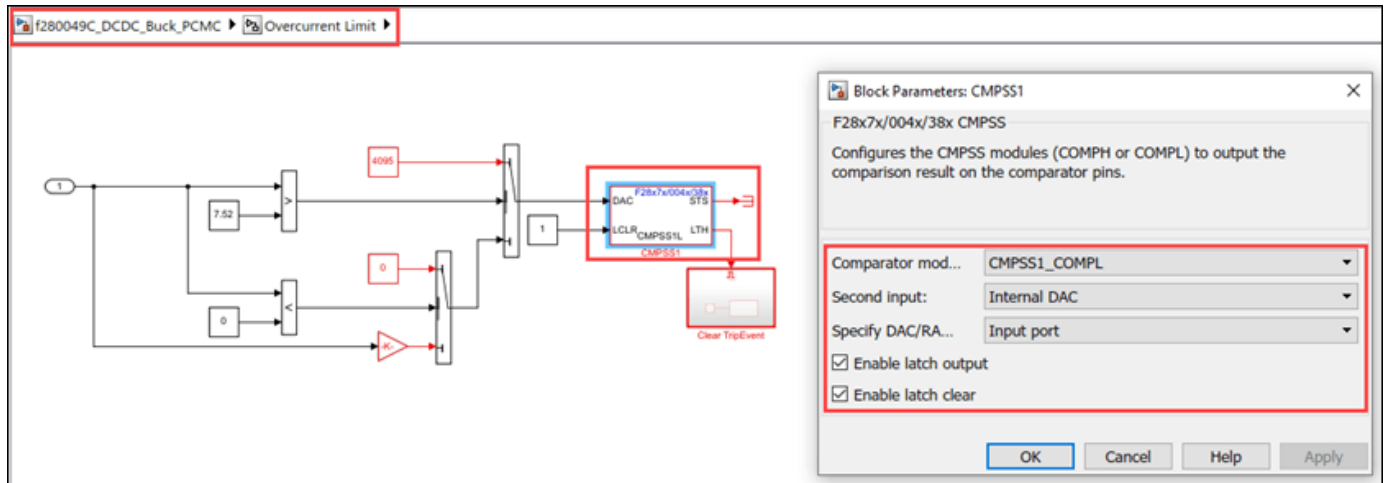 f280049C_DCDC_Buck_PCMC Overcurrent Limit
1
7.52
>
4095
0
<
0
-K-
1
F28x7x/004x/38x
DAC STS
LCLR CMPSS1L LTH
CMPSS1
Clear TripEvent
Block Parameters: CMPSS1
F28x7x/004x/38x CMPSS
Configures the CMPSS modules (COMPH or COMPL) to output the
comparison result on the comparator pins.
Comparator mod... CMPSS1_COMPL
Second input: Internal DAC
Specify DAC/RA... Input port
Enable latch output
Enable latch clear
OK Cancel Help Apply